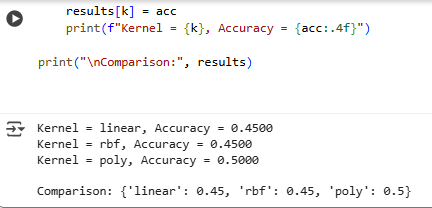 results[k] = acc
print(f"Kernel = {k}, Accuracy = {acc:.4f}")
print("\nComparison:", results)
Kernel = linear, Accuracy = 0.4500
Kernel = rbf, Accuracy = 0.4500
Kernel = poly, Accuracy = 0.5000
Comparison: {'linear': 0.45, 'rbf': 0.45, 'poly': 0.5}